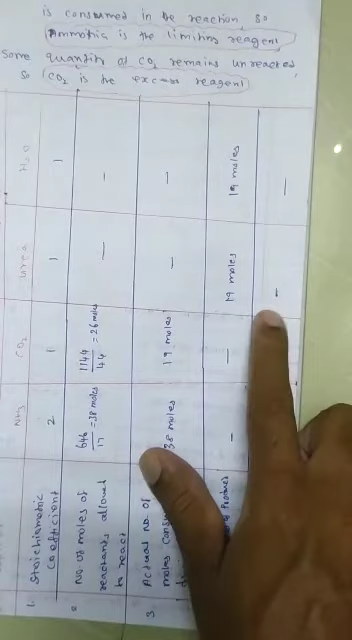 is consumed in the reaction, so
Ammonia is the limiting reagent
Some quantity of CO2 remains unreacted,
so CO2 is the excess reagent
NH3 CO2 Urea H2O
1. Stoichiometric Coefficient 2 1 1 1
2. No of moles of reactants allowed to react 646/17 = 38 moles 1144/44 = 26 moles — —
3. Actual no. of moles 38 moles 19 moles — —
Product — — 19 moles 19 moles
— —